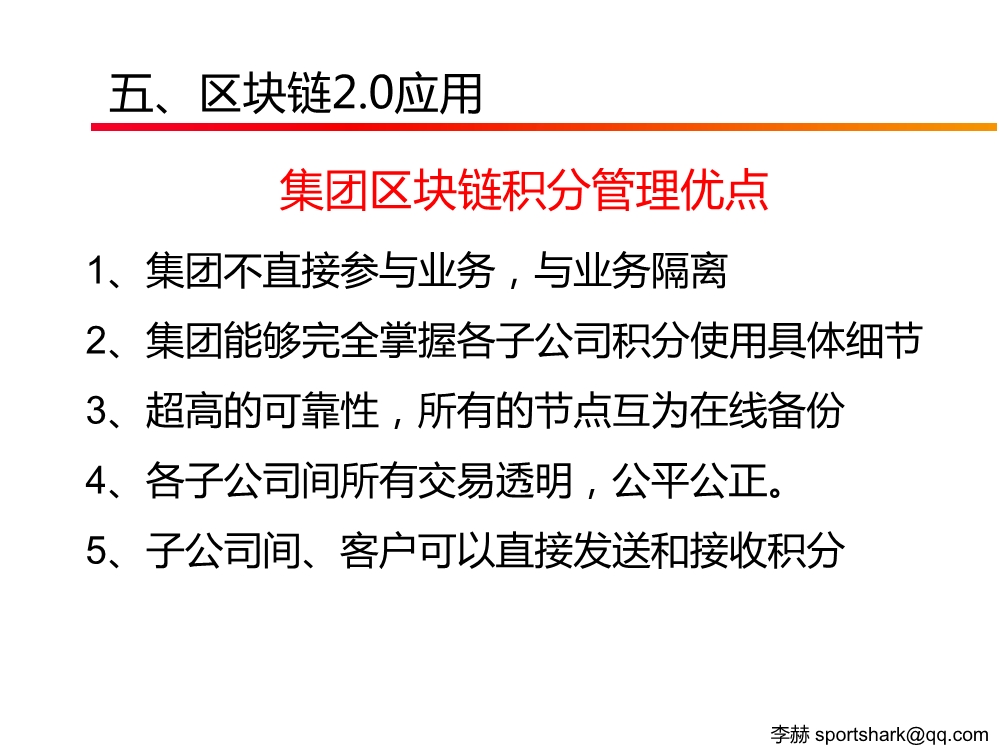 五、区块链2.0应用
集团区块链积分管理优点
1、集团不直接参与业务，与业务隔离
2、集团能够完全掌握各子公司积分使用具体细节
3、超高的可靠性，所有的节点互为在线备份
4、各子公司间所有交易透明，公平公正。
5、子公司间、客户可以直接发送和接收积分
李赫 sportshark@qq.com